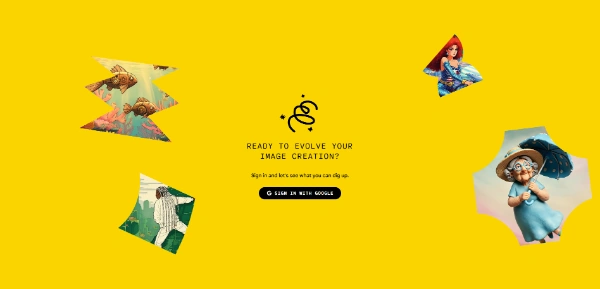 READY TO EVOLVE YOUR
IMAGE CREATION?
Sign in and let's see what you can dig up.
SIGN IN WITH GOOGLE